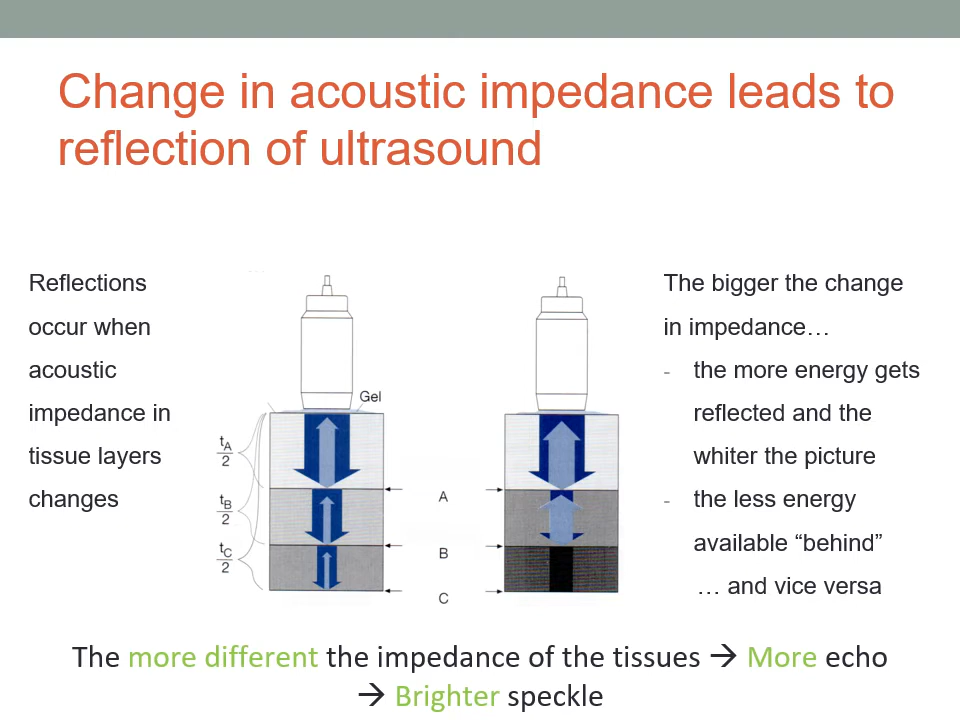 Change in acoustic impedance leads to
reflection of ultrasound
Reflections
occur when
acoustic
impedance in
tissue layers
changes
Gel
tA
2
tB
2
tC
2
A
B
C
The bigger the change
in impedance…
- the more energy gets
reflected and the
whiter the picture
- the less energy
available “behind”
… and vice versa
The more different the impedance of the tissues → More echo
→ Brighter speckle